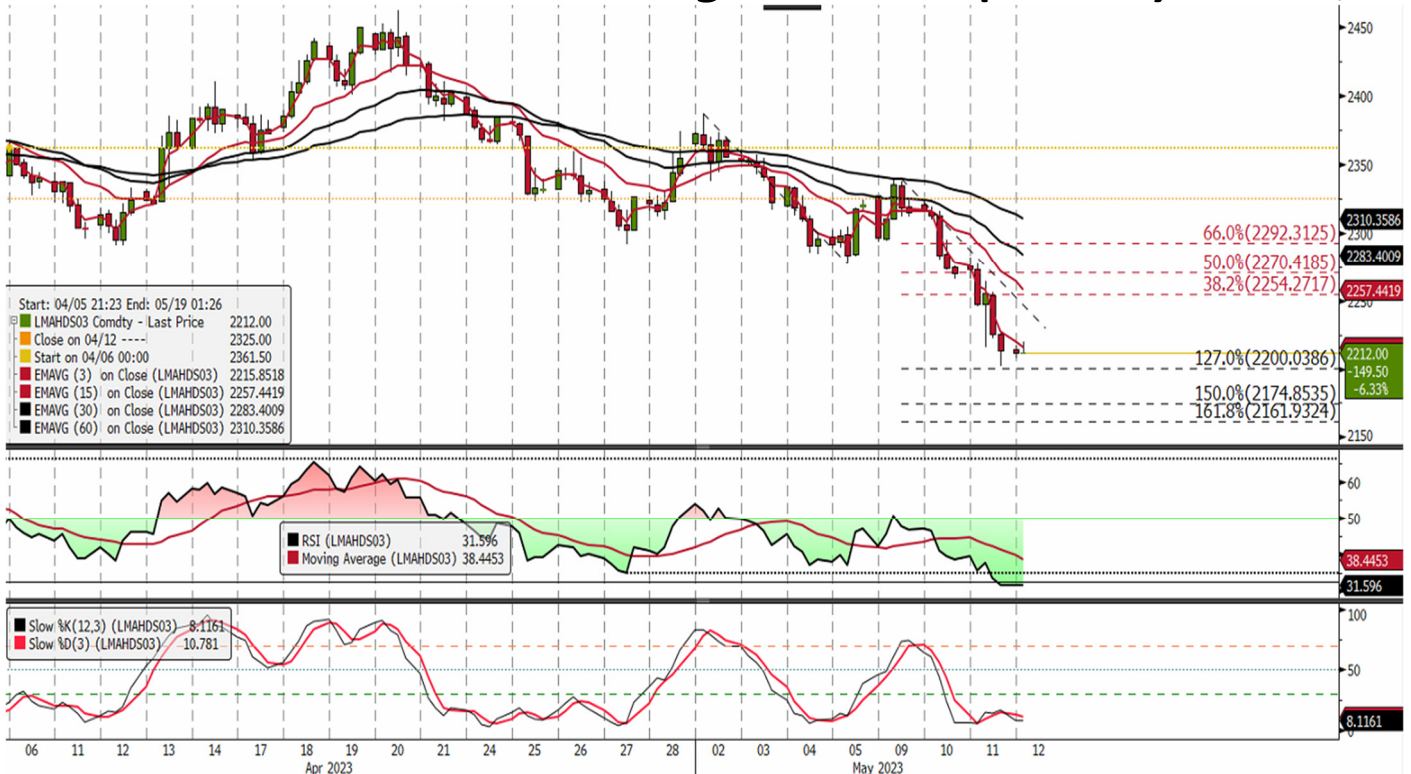 2450
2400
2350
2310.3586
2300
2283.4009
2257.4419
2250
2212.00
-149.50
-6.33%
2150
66.0%(2292.3125)
50.0%(2270.4185)
38.2%(2254.2717)
127.0%(2200.0386)
150.0%(2174.8535)
161.8%(2161.9324)
Start: 04/05 21:23 End: 05/19 01:26
LMAHDS03 Comdty - Last Price 2212.00
Close on 04/12 ---- 2325.00
Start on 04/06 00:00 2361.50
EMAVG (3) on Close (LMAHDS03) 2215.8518
EMAVG (15) on Close (LMAHDS03) 2257.4419
EMAVG (30) on Close (LMAHDS03) 2283.4009
EMAVG (60) on Close (LMAHDS03) 2310.3586
60
50
38.4453
31.596
RSI (LMAHDS03) 31.596
Moving Average (LMAHDS03) 38.4453
100
50
8.1161
0
Slow %K(12,3) (LMAHDS03) 8.1161
Slow %D(3) (LMAHDS03) 10.781
06 11 12 13 14 17 18 19 20 21 24 25 26 27 28 02 03 04 05 09 10 11 12
Apr 2023 May 2023